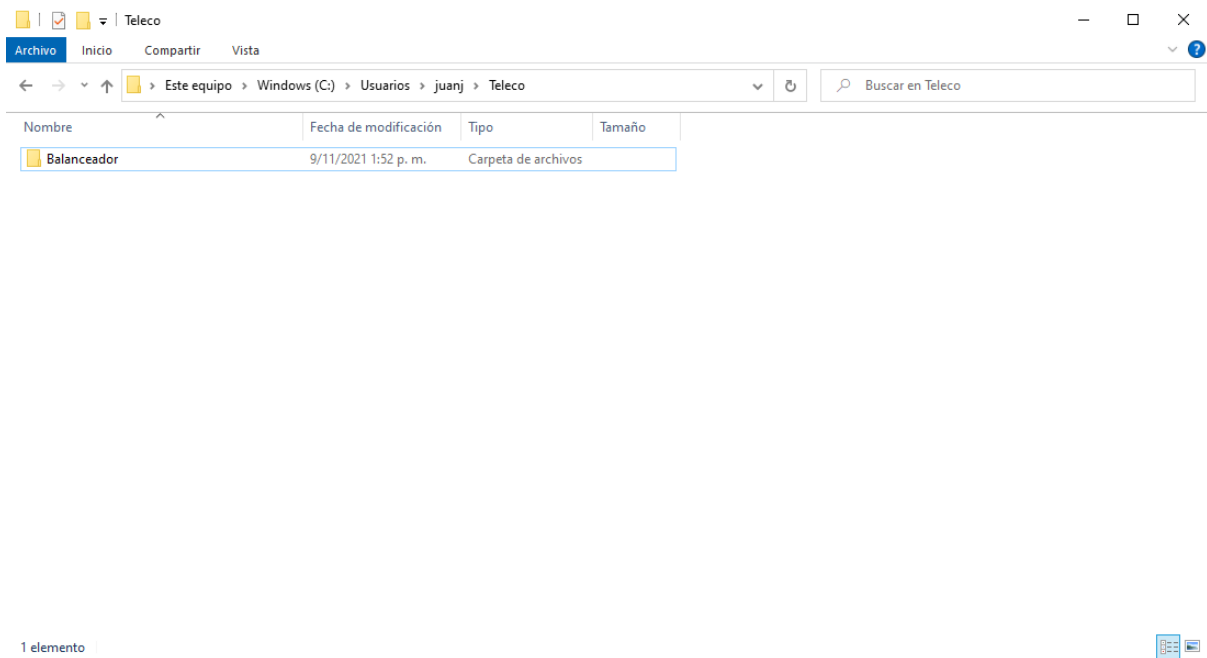 Teleco
Archivo Inicio Compartir Vista
Este equipo > Windows (C:) > Usuarios > juanj > Teleco Buscar en Teleco
Nombre Fecha de modificación Tipo Tamaño
Balanceador 9/11/2021 1:52 p. m. Carpeta de archivos
1 elemento